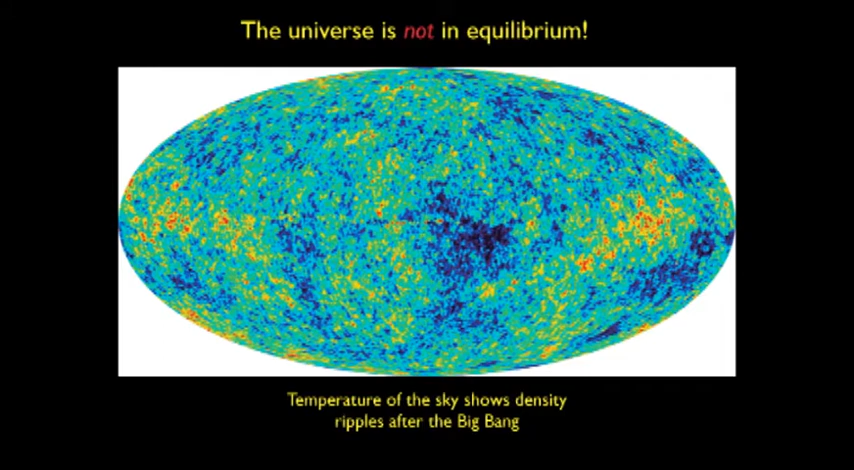 The universe is not in equilibrium!
Temperature of the sky shows density
ripples after the Big Bang